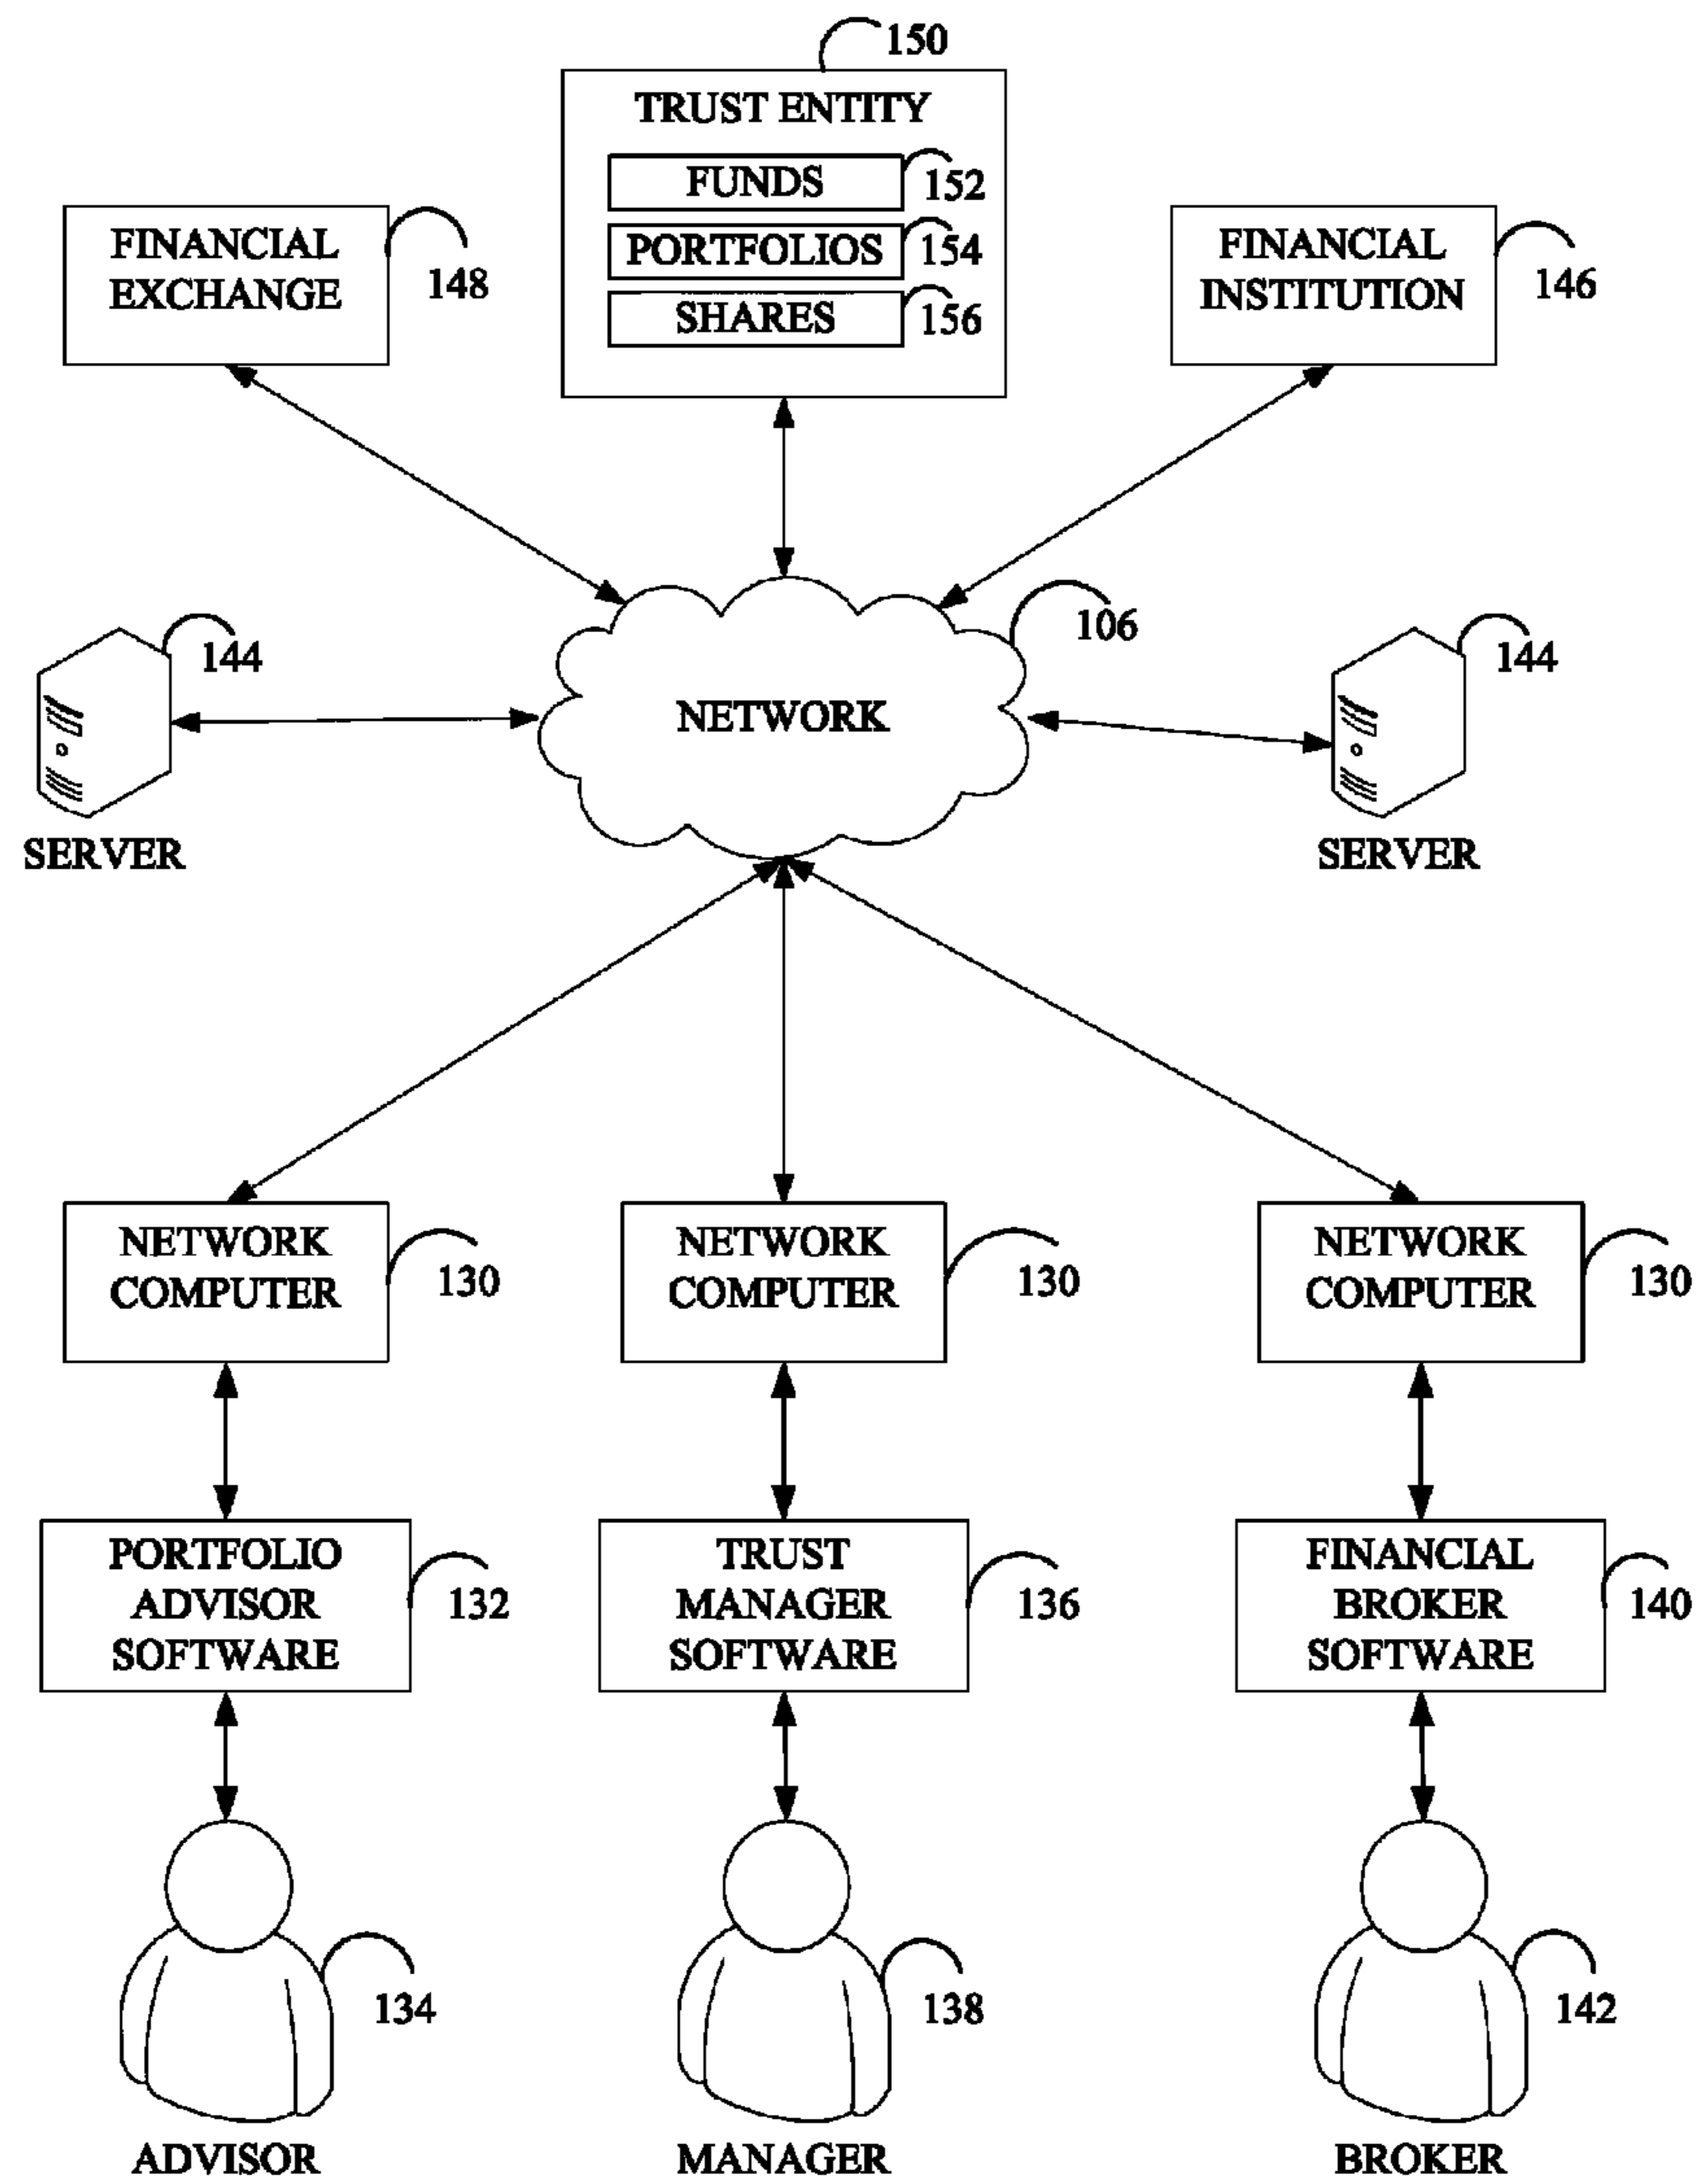 150
TRUST ENTITY
FUNDS
152
PORTFOLIOS
154
SHARES
156
FINANCIAL
EXCHANGE
148
FINANCIAL
INSTITUTION
146
106
NETWORK
144
SERVER
144
SERVER
NETWORK
COMPUTER
130
NETWORK
COMPUTER
130
NETWORK
COMPUTER
130
PORTFOLIO
ADVISOR
SOFTWARE
132
TRUST
MANAGER
SOFTWARE
136
FINANCIAL
BROKER
SOFTWARE
140
134
ADVISOR
138
MANAGER
142
BROKER